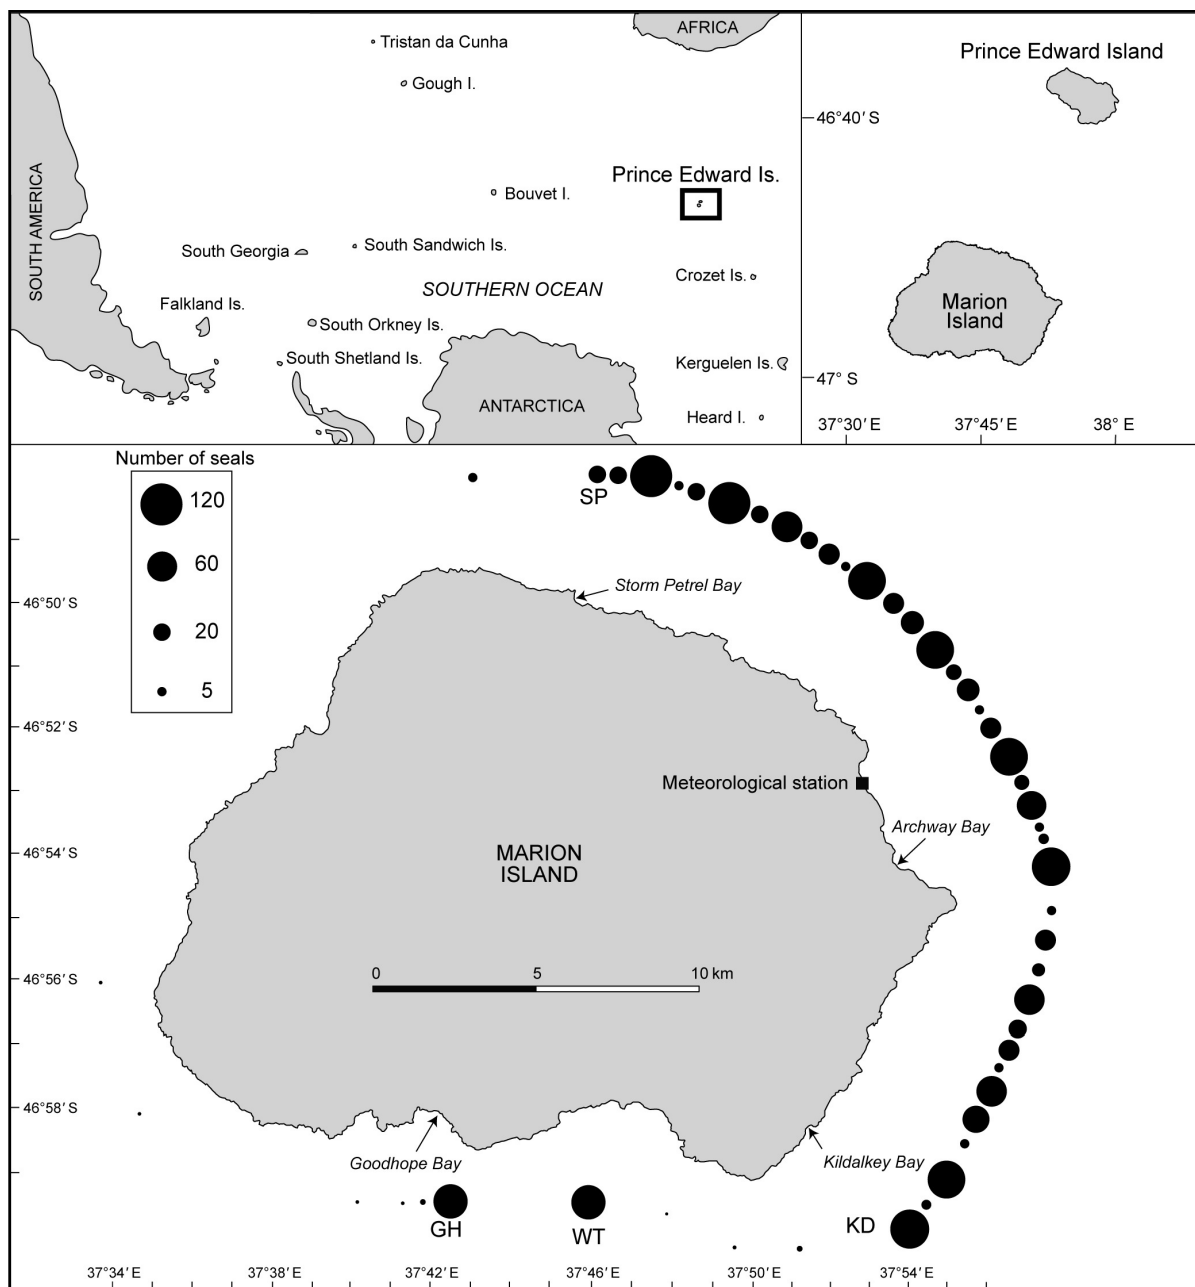 AFRICA
Tristan da Cunha
Gough I.
Prince Edward Island
46°40′ S
SOUTH AMERICA
Prince Edward Is.
Bouvet I.
South Georgia
South Sandwich Is.
Crozet Is.
SOUTHERN OCEAN
Falkland Is.
South Orkney Is.
South Shetland Is.
Kerguelen Is.
ANTARCTICA
Heard I.
Marion
Island
47° S
37°30′ E
37°45′ E
38° E
Number of seals
120
60
20
5
SP
Storm Petrel Bay
46°50′ S
46°52′ S
Meteorological station
Archway Bay
46°54′ S
MARION
ISLAND
0
5
10 km
46°56′ S
46°58′ S
Goodhope Bay
Kildalkey Bay
GH
WT
KD
37°34′ E
37°38′ E
37°42′ E
37°46′ E
37°50′ E
37°54′ E